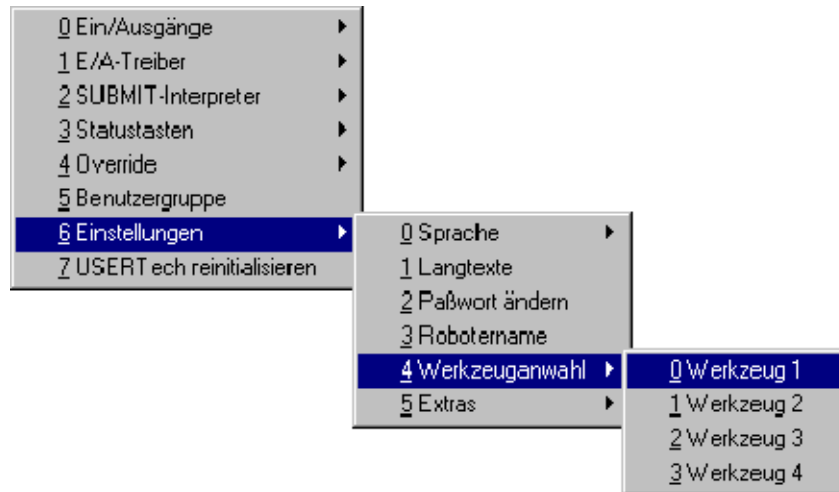 0 Ein/Ausgänge
1 E/A-Treiber
2 SUBMIT-Interpreter
3 Statustasten
4 Override
5 Benutzergruppe
6 Einstellungen
7 USERTech reinitialisieren
0 Sprache
1 Langtexte
2 Paßwort ändern
3 Robotername
4 Werkzeuganwahl
5 Extras
0 Werkzeug 1
1 Werkzeug 2
2 Werkzeug 3
3 Werkzeug 4